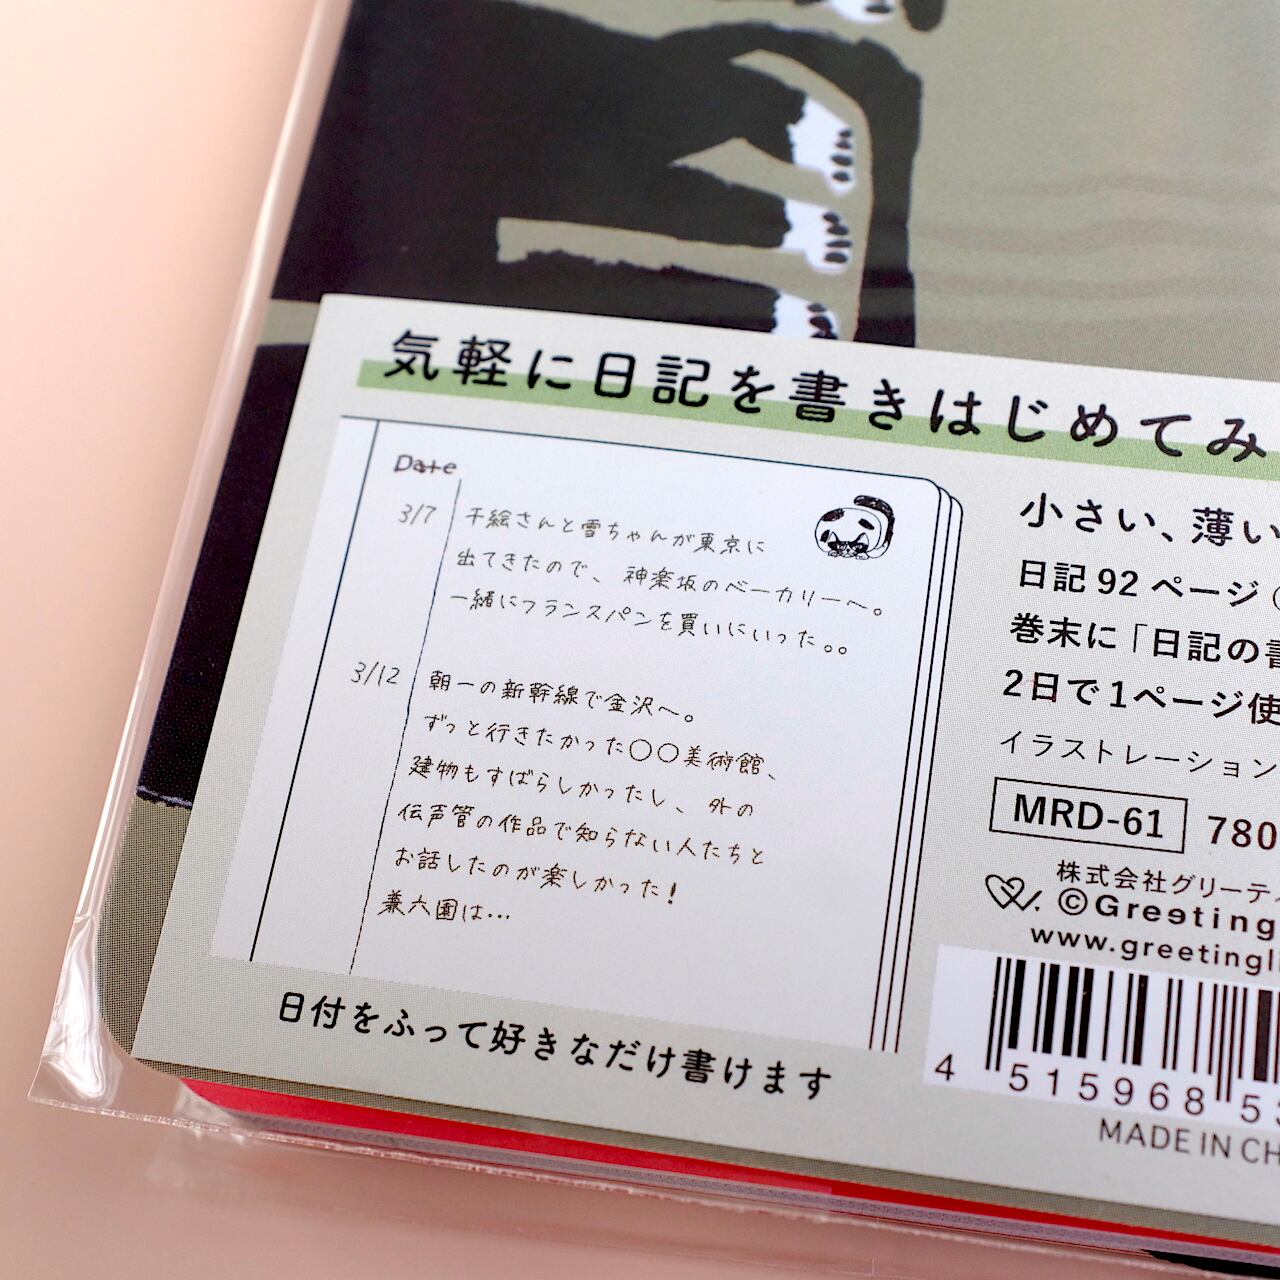 気軽に日記を書きはじめてみ
Date
3/7 千絵さんと雪ちゃんが東京に
出てきたので、神楽坂のベーカリーへ。
一緒にフランスパンを買いにいった。。
3/12 朝一の新幹線で金沢へ。
ずっと行きたかった〇〇美術館、
建物もすばらしかったし、外の
伝声管の作品で知らない人たちと
お話したのが楽しかった!
兼六園は…
日付をふって好きなだけ書けます
小さい、薄い
日記92ページ
巻末に「日記の書
2日で1ページ使
イラストレーション
MRD-61 780
株式会社グリーティ
©Greeting
www.greetingli
4 515968 5
MADE IN CH